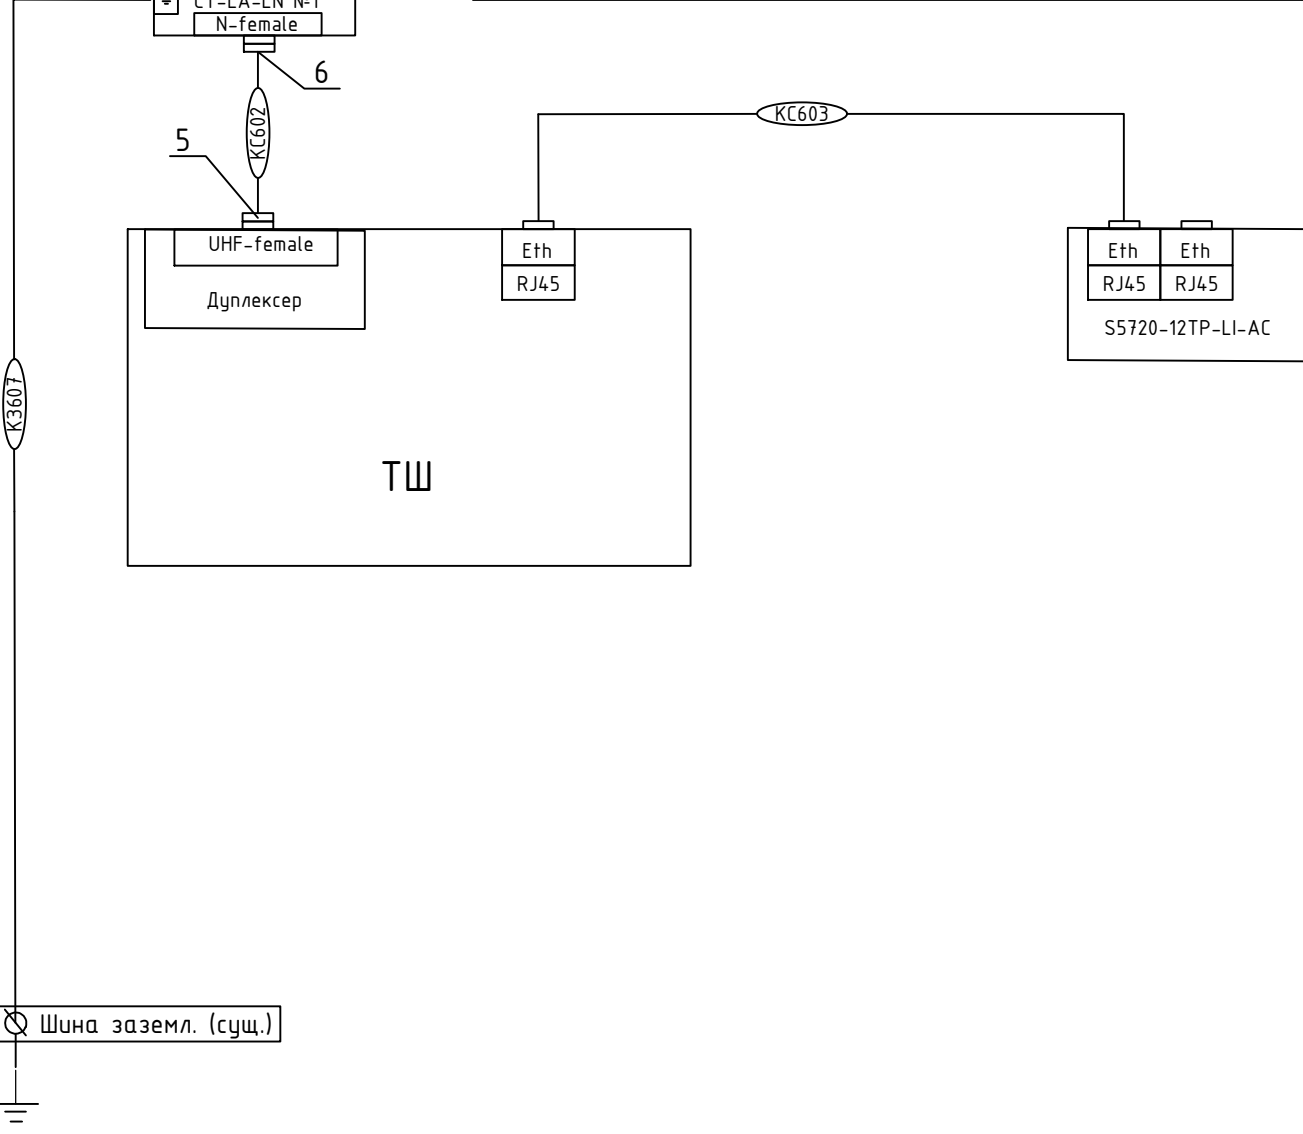 N-female
6
КС602
5
КС603
UHF-female
Дуплексер
Eth
RJ45
Eth
Eth
RJ45
RJ45
S5720-12TP-LI-AC
КЗ607
ТШ
Шина заземл. (сущ.)